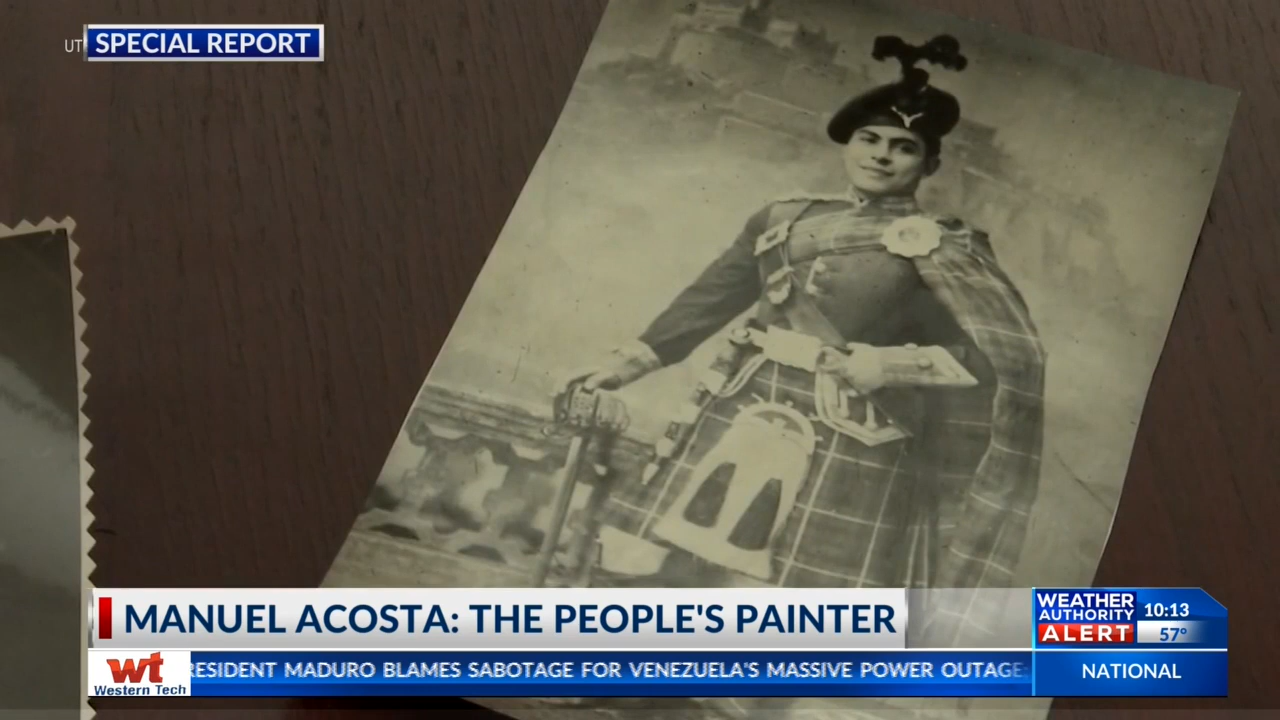 UT
SPECIAL REPORT
MANUEL ACOSTA: THE PEOPLE'S PAINTER
WEATHER
AUTHORITY
ALERT
10:13
57°
wt
Western Tech
RESIDENT MADURO BLAMES SABOTAGE FOR VENEZUELA'S MASSIVE POWER OUTAGE
NATIONAL